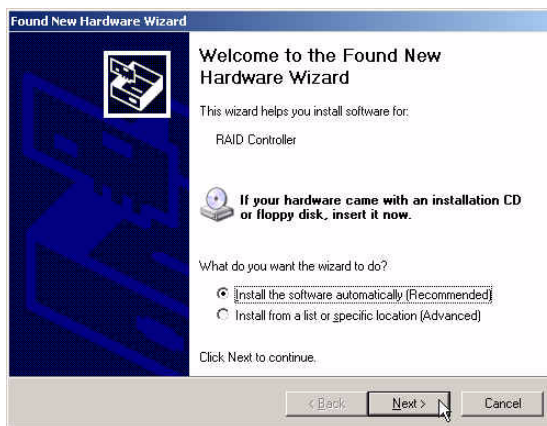 Found New Hardware Wizard
Welcome to the Found New
Hardware Wizard
This wizard helps you install software for:
RAID Controller
If your hardware came with an installation CD
or floppy disk, insert it now.
What do you want the wizard to do?
Install the software automatically (Recommended)
Install from a list or specific location (Advanced)
Click Next to continue.
< Back
Next >
Cancel